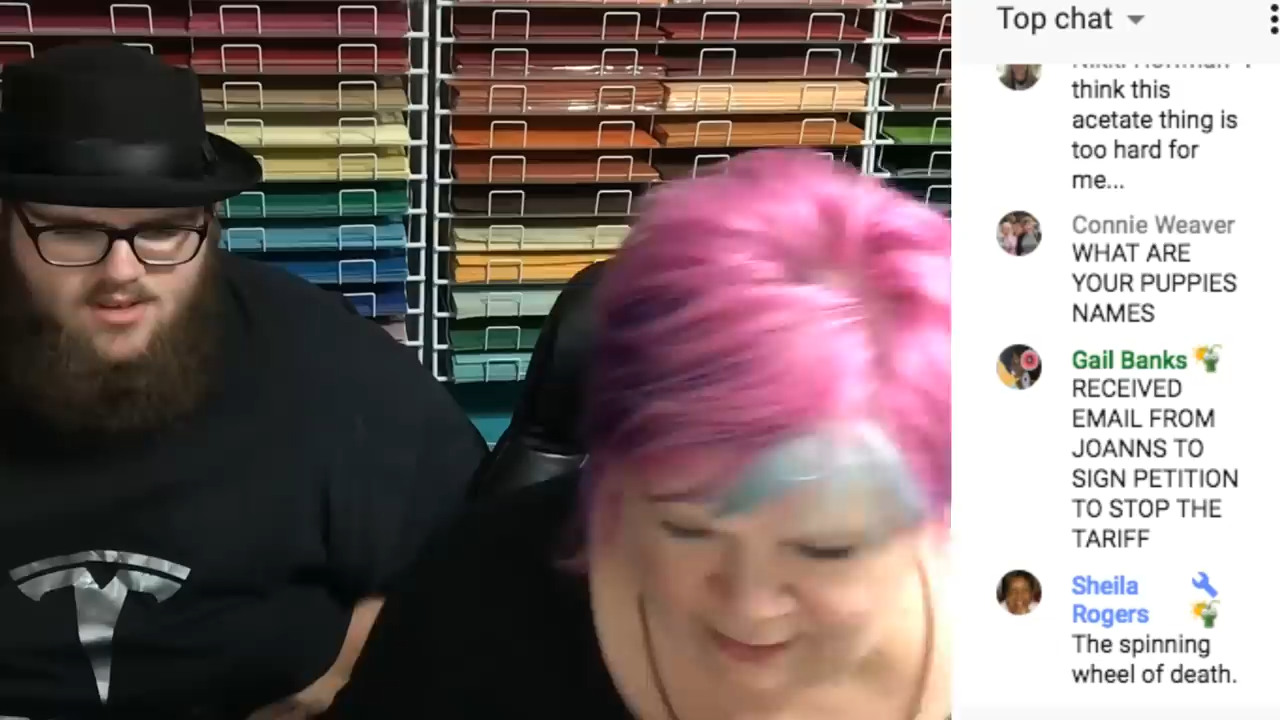 Top chat
think this
acetate thing is
too hard for
me...
Connie Weaver
WHAT ARE
YOUR PUPPIES
NAMES
Gail Banks
RECEIVED
EMAIL FROM
JOANNS TO
SIGN PETITION
TO STOP THE
TARIFF
Sheila
Rogers
The spinning
wheel of death.